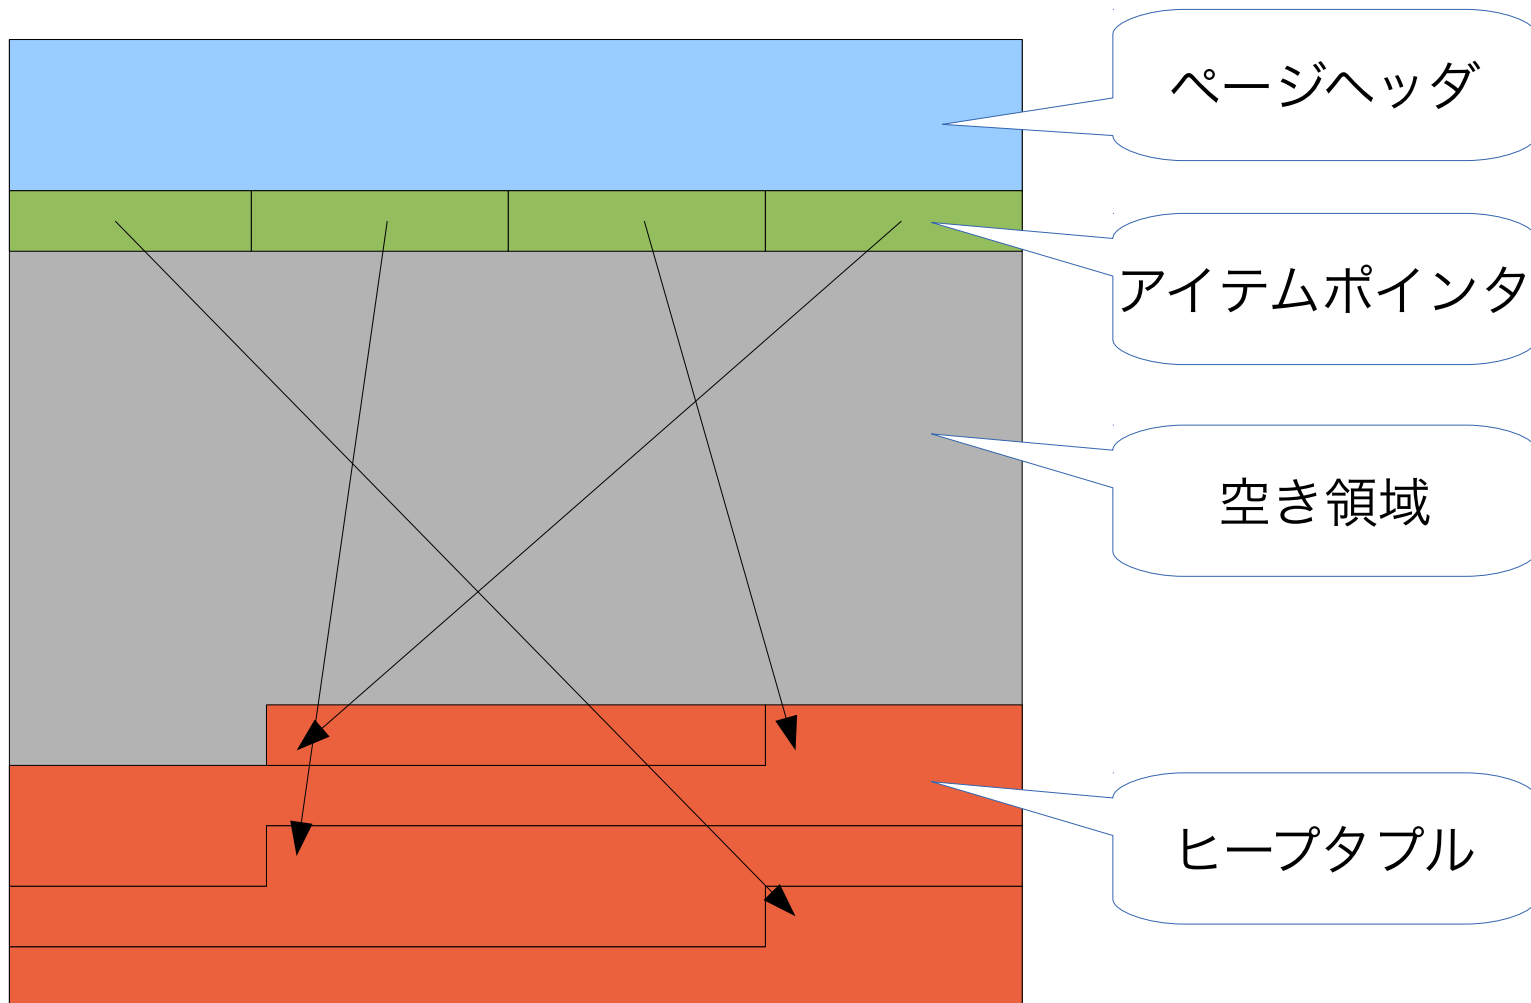 ページヘッダ
アイテムポインタ
空き領域
ヒープタプル